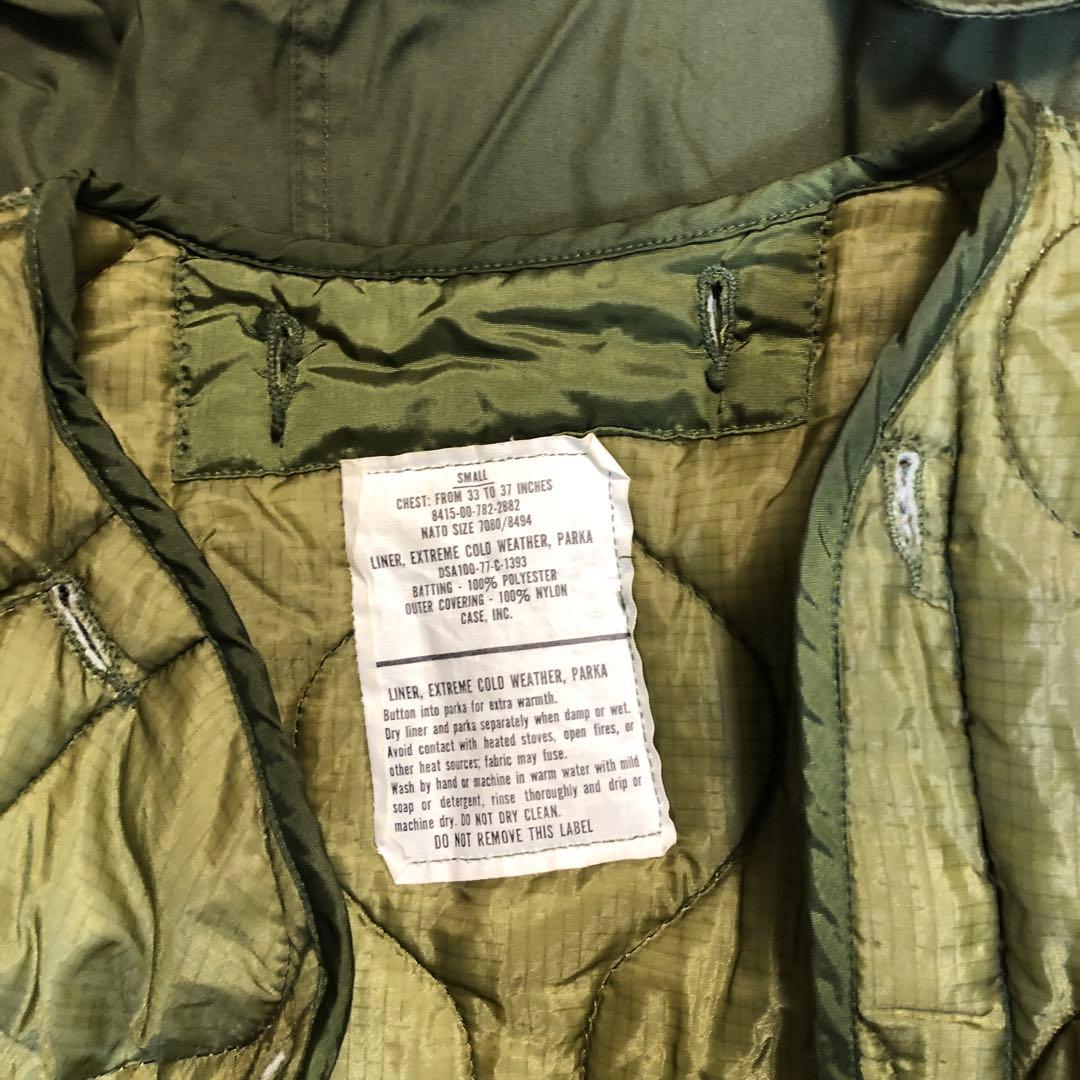 SMALL
CHEST: FROM 33 TO 37 INCHES
8415-00-782-2882
NATO SIZE 7080/8494
LINER, EXTREME COLD WEATHER, PARKA
DSA100-77-C-1393
BATTING - 100% POLYESTER
OUTER COVERING - 100% NYLON
CASE, INC.
LINER, EXTREME COLD WEATHER, PARKA
Button into parka for extra warmth.
Dry liner and parka separately when damp or wet.
Avoid contact with heated stoves, open fires, or
other heat sources; fabric may fuse.
Wash by hand or machine in warm water with mild
soap or detergent, rinse thoroughly and drip or
machine dry. DO NOT DRY CLEAN.
DO NOT REMOVE THIS LABEL